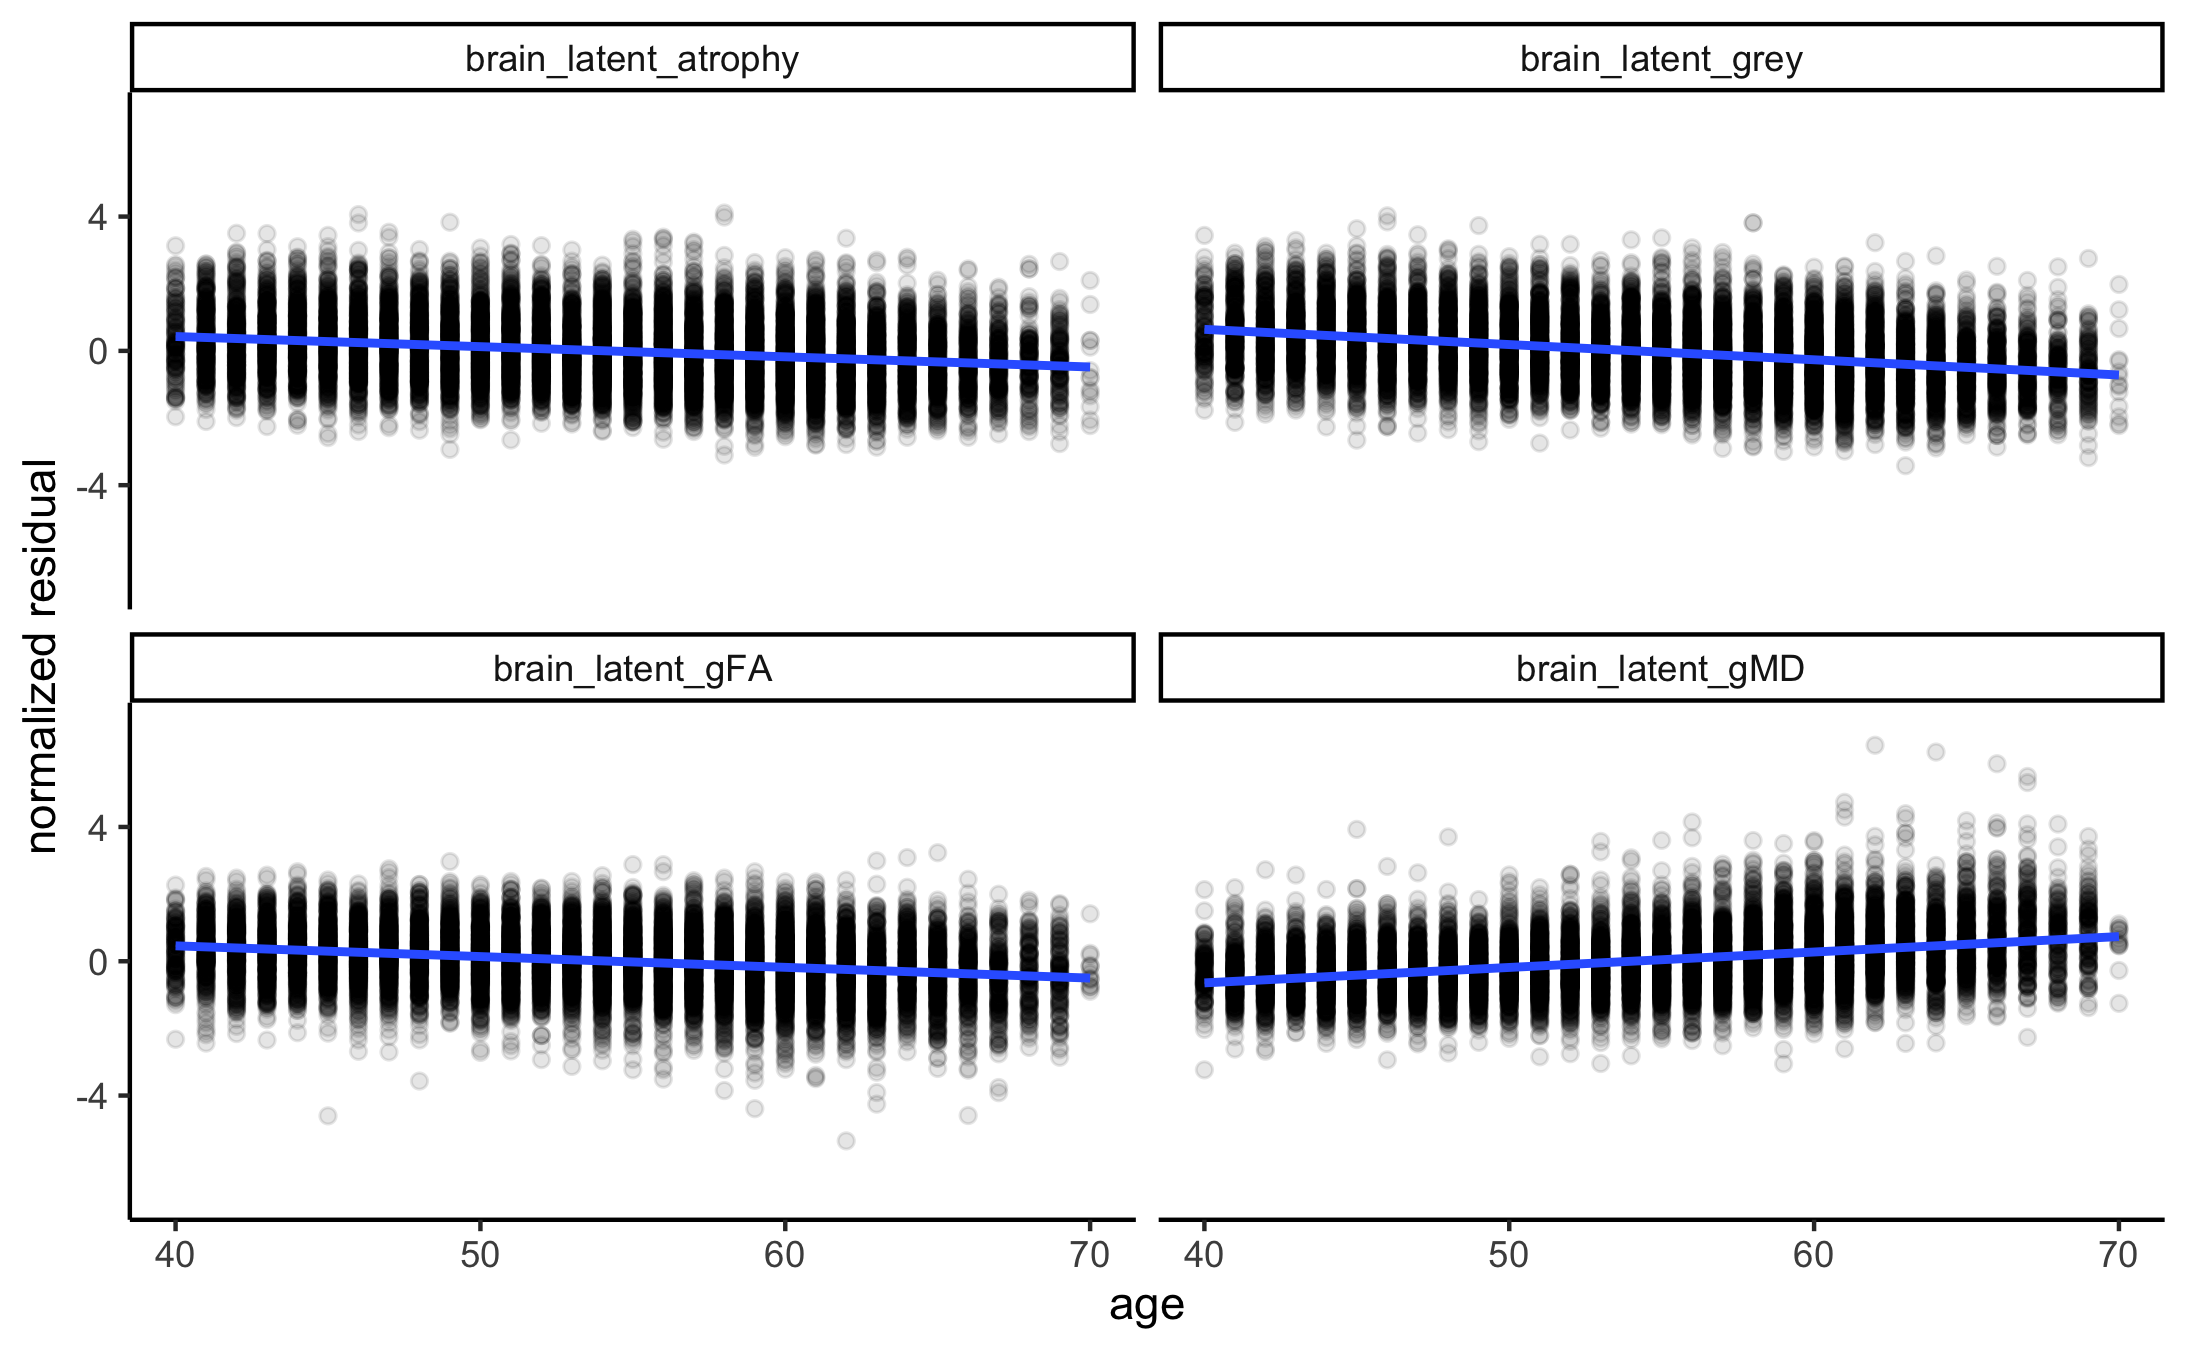 brain_latent_atrophy
brain_latent_grey
4
0
-4
normalized residual
brain_latent_gFA
brain_latent_gMD
4
0
-4
40 50 60 70
40 50 60 70
age